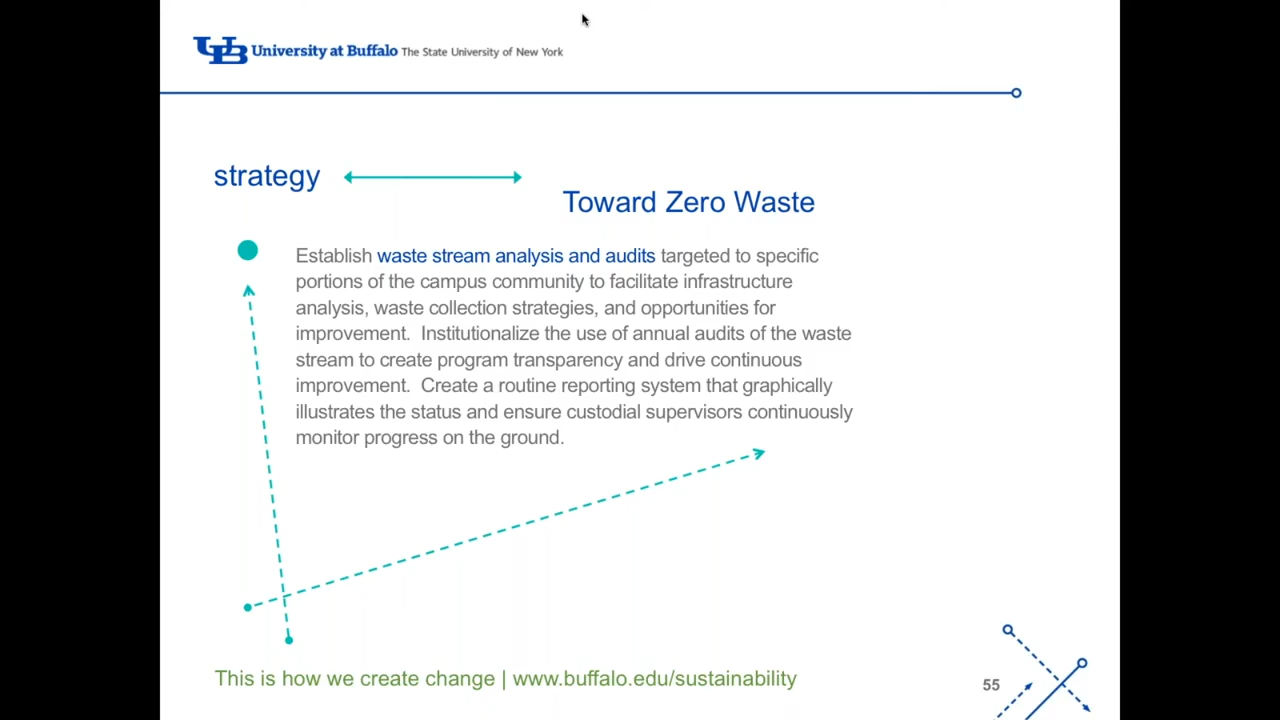 UB University at Buffalo The State University of New York
strategy
Toward Zero Waste
Establish waste stream analysis and audits targeted to specific
portions of the campus community to facilitate infrastructure
analysis, waste collection strategies, and opportunities for
improvement.  Institutionalize the use of annual audits of the waste
stream to create program transparency and drive continuous
improvement.  Create a routine reporting system that graphically
illustrates the status and ensure custodial supervisors continuously
monitor progress on the ground.
This is how we create change | www.buffalo.edu/sustainability
55